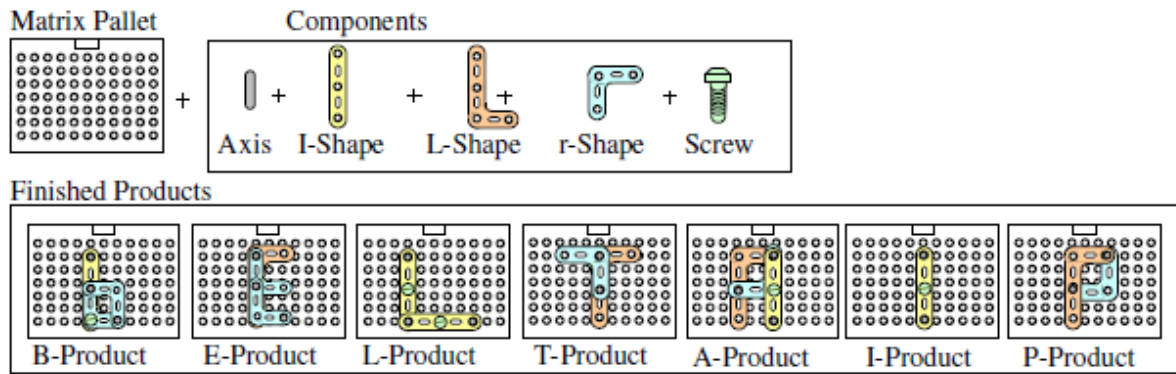 Matrix Pallet Components
+ + + + +
Axis I-Shape L-Shape r-Shape Screw
Finished Products
B-Product E-Product L-Product T-Product A-Product I-Product P-Product